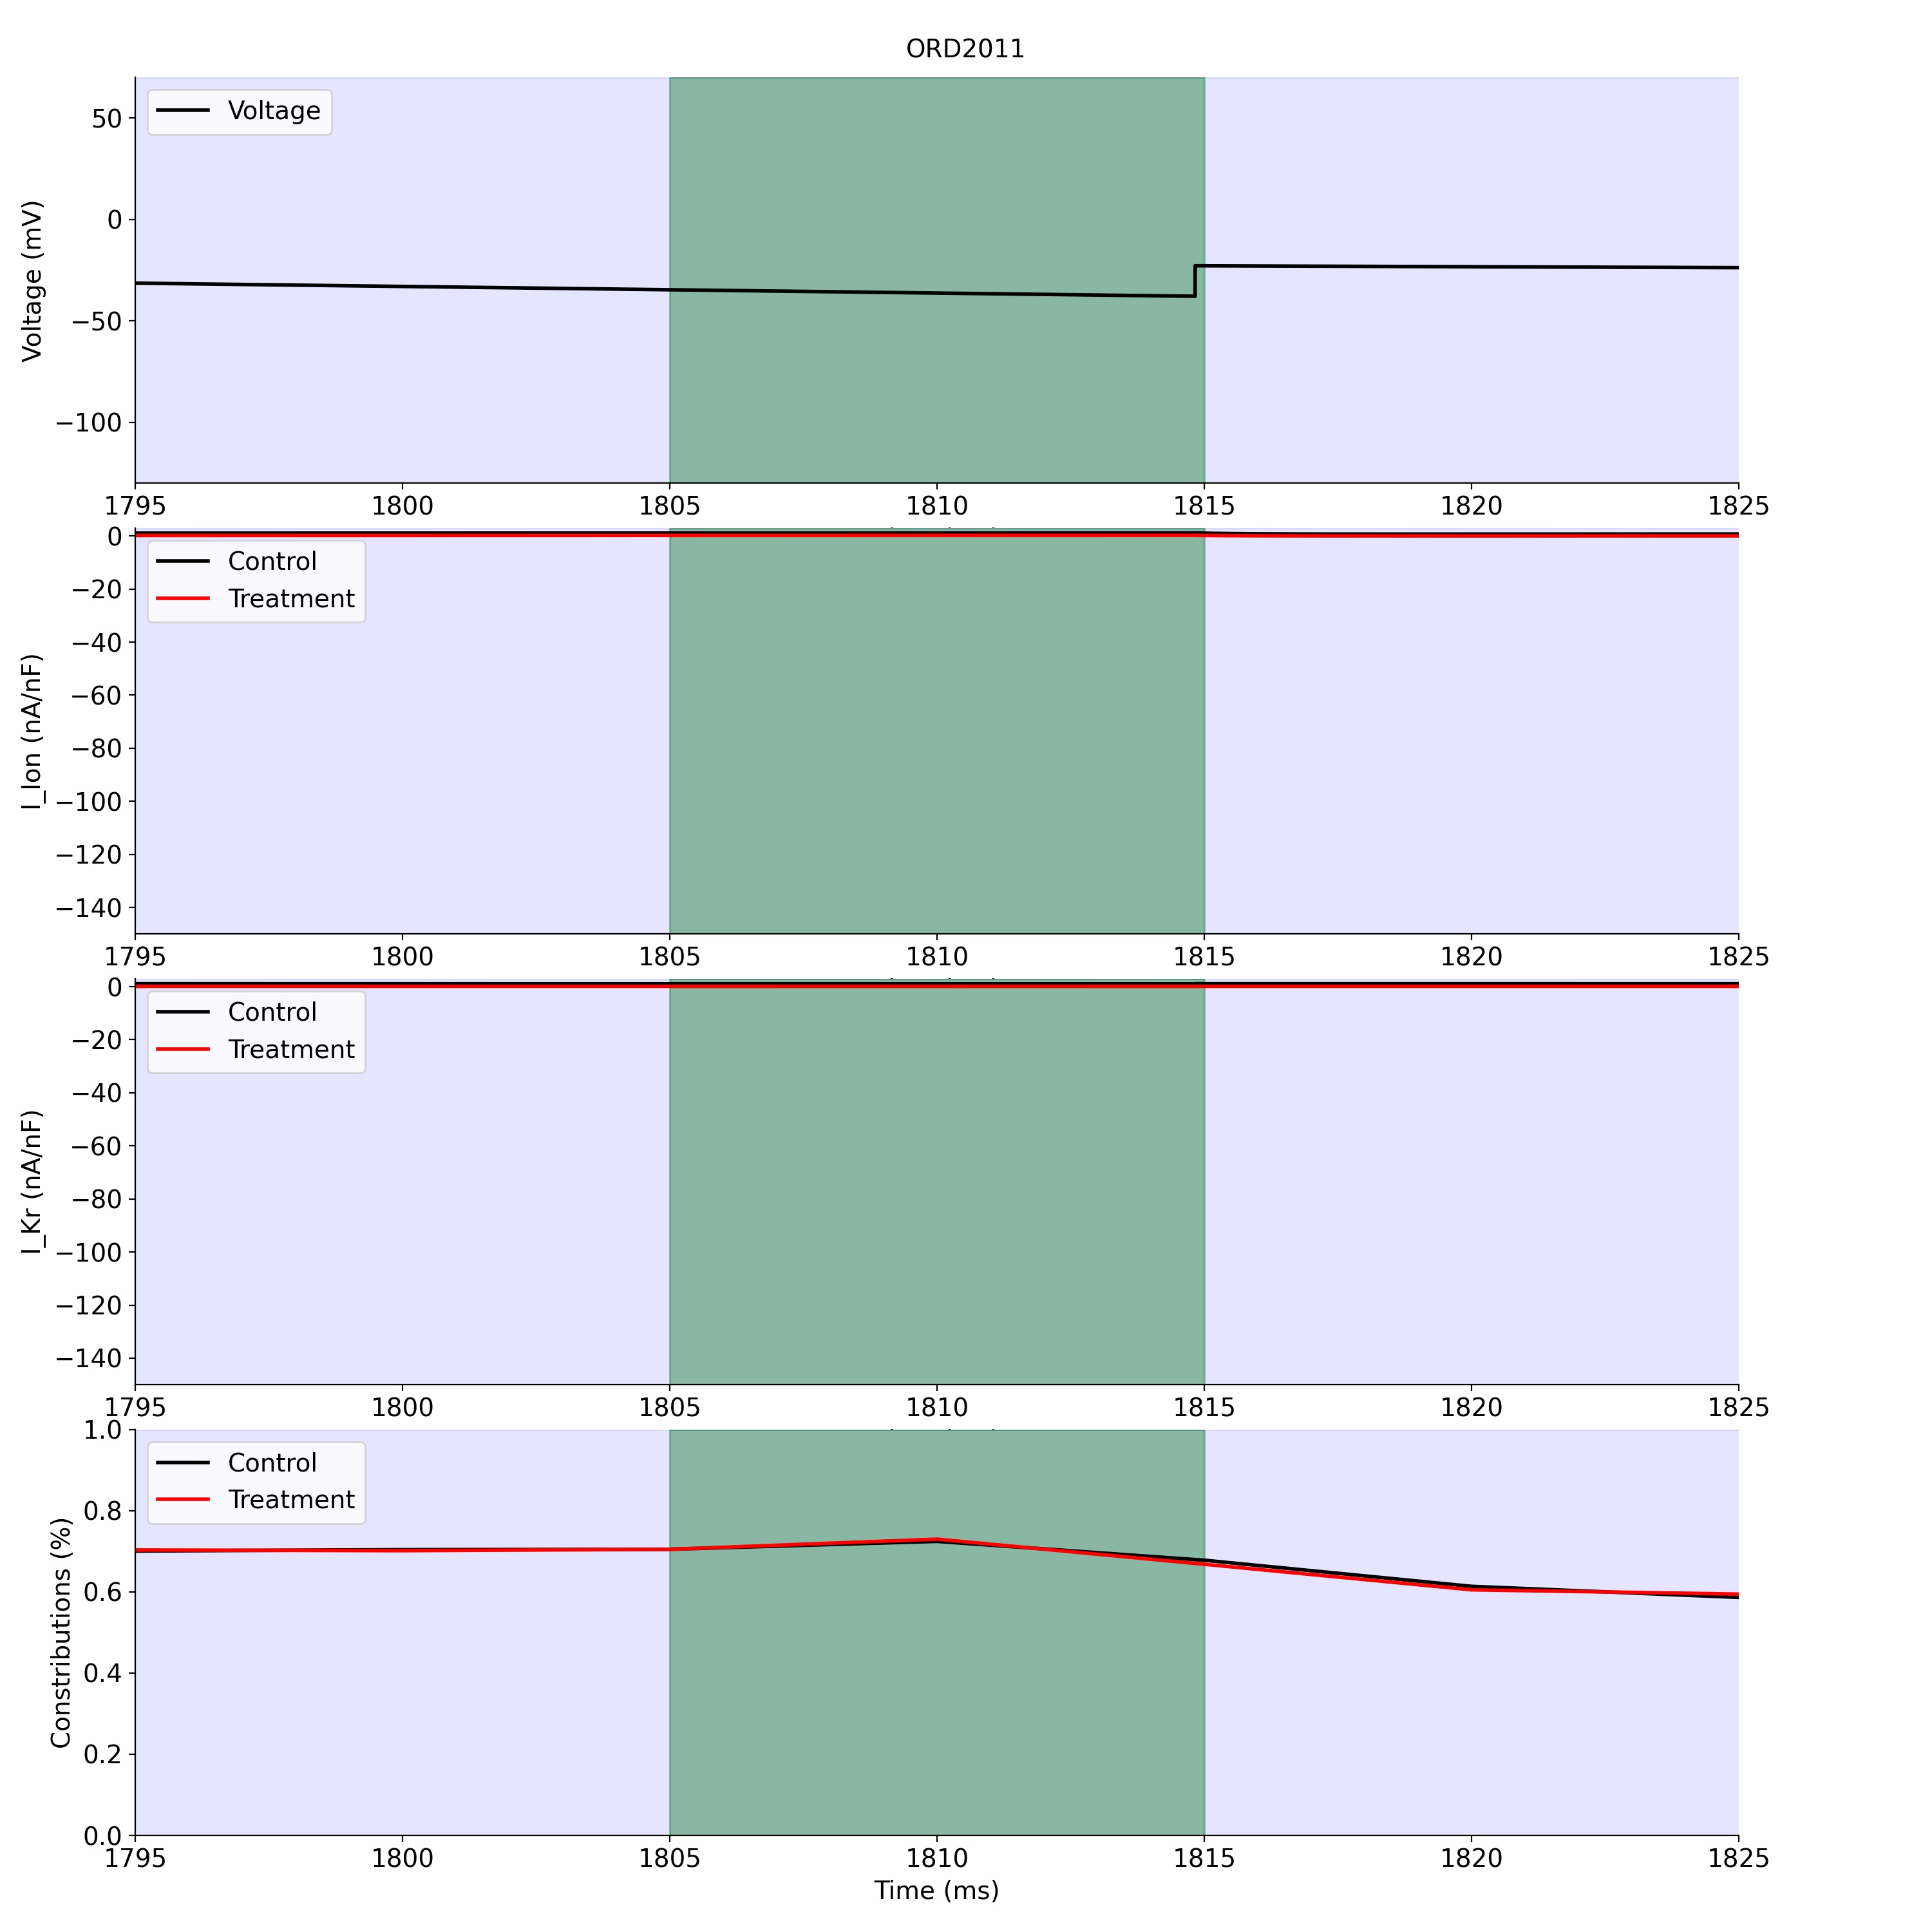 ORD2011
Voltage (mV)
50
0
−50
−100
Voltage
1795 1800 1805 1810 1815 1820 1825
I_Ion (nA/nF)
0
−20
−40
−60
−80
−100
−120
−140
Control
Treatment
1795 1800 1805 1810 1815 1820 1825
I_Kr (nA/nF)
0
−20
−40
−60
−80
−100
−120
−140
Control
Treatment
1795 1800 1805 1810 1815 1820 1825
Constributions (%)
1.0
0.8
0.6
0.4
0.2
0.0
Control
Treatment
1795 1800 1805 1810 1815 1820 1825
Time (ms)